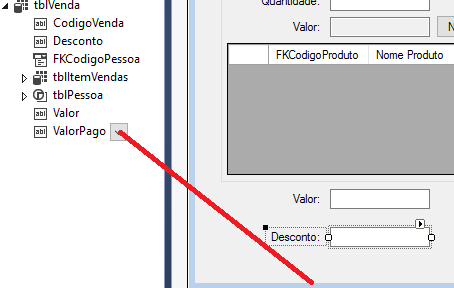 tblVenda
CodigoVenda
Desconto
FKCodigoPessoa
tblItemVendas
tblPessoa
Valor
ValorPago
Quantidade:
Valor:
N
FKCodigoProduto Nome Produto
Valor:
Desconto: